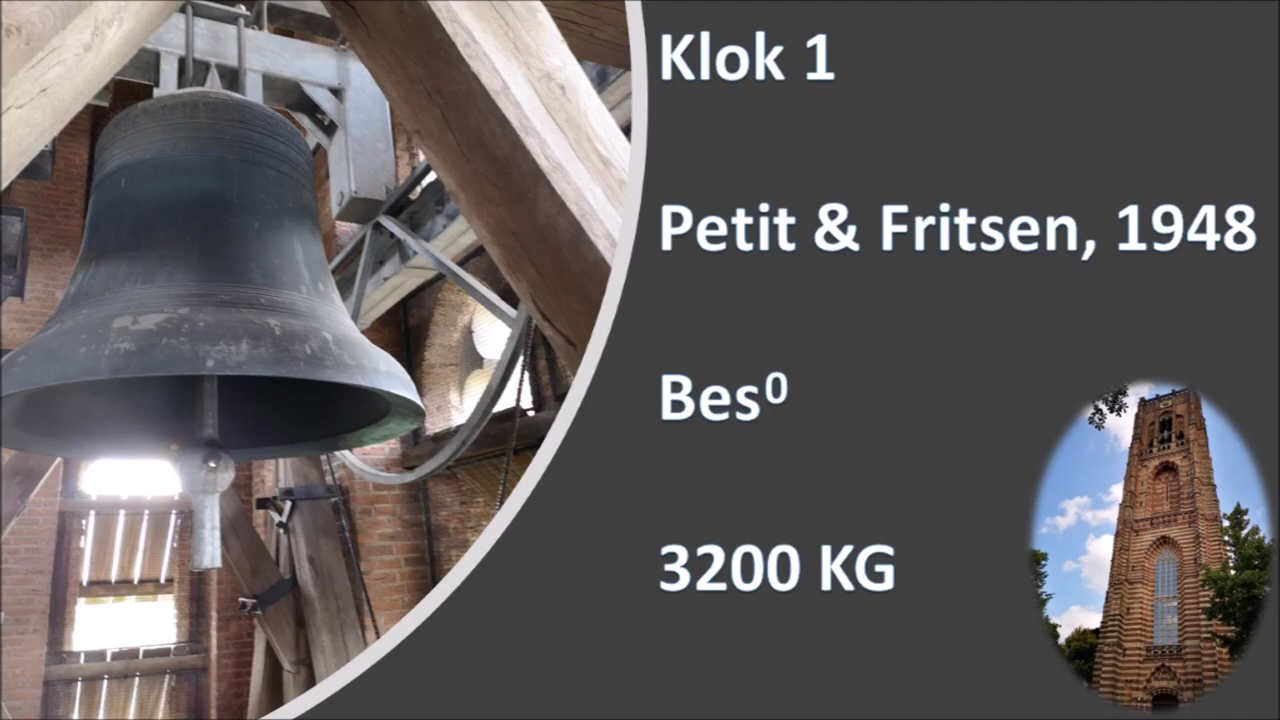 Klok 1
Petit & Fritsen, 1948
Bes⁰
3200 KG